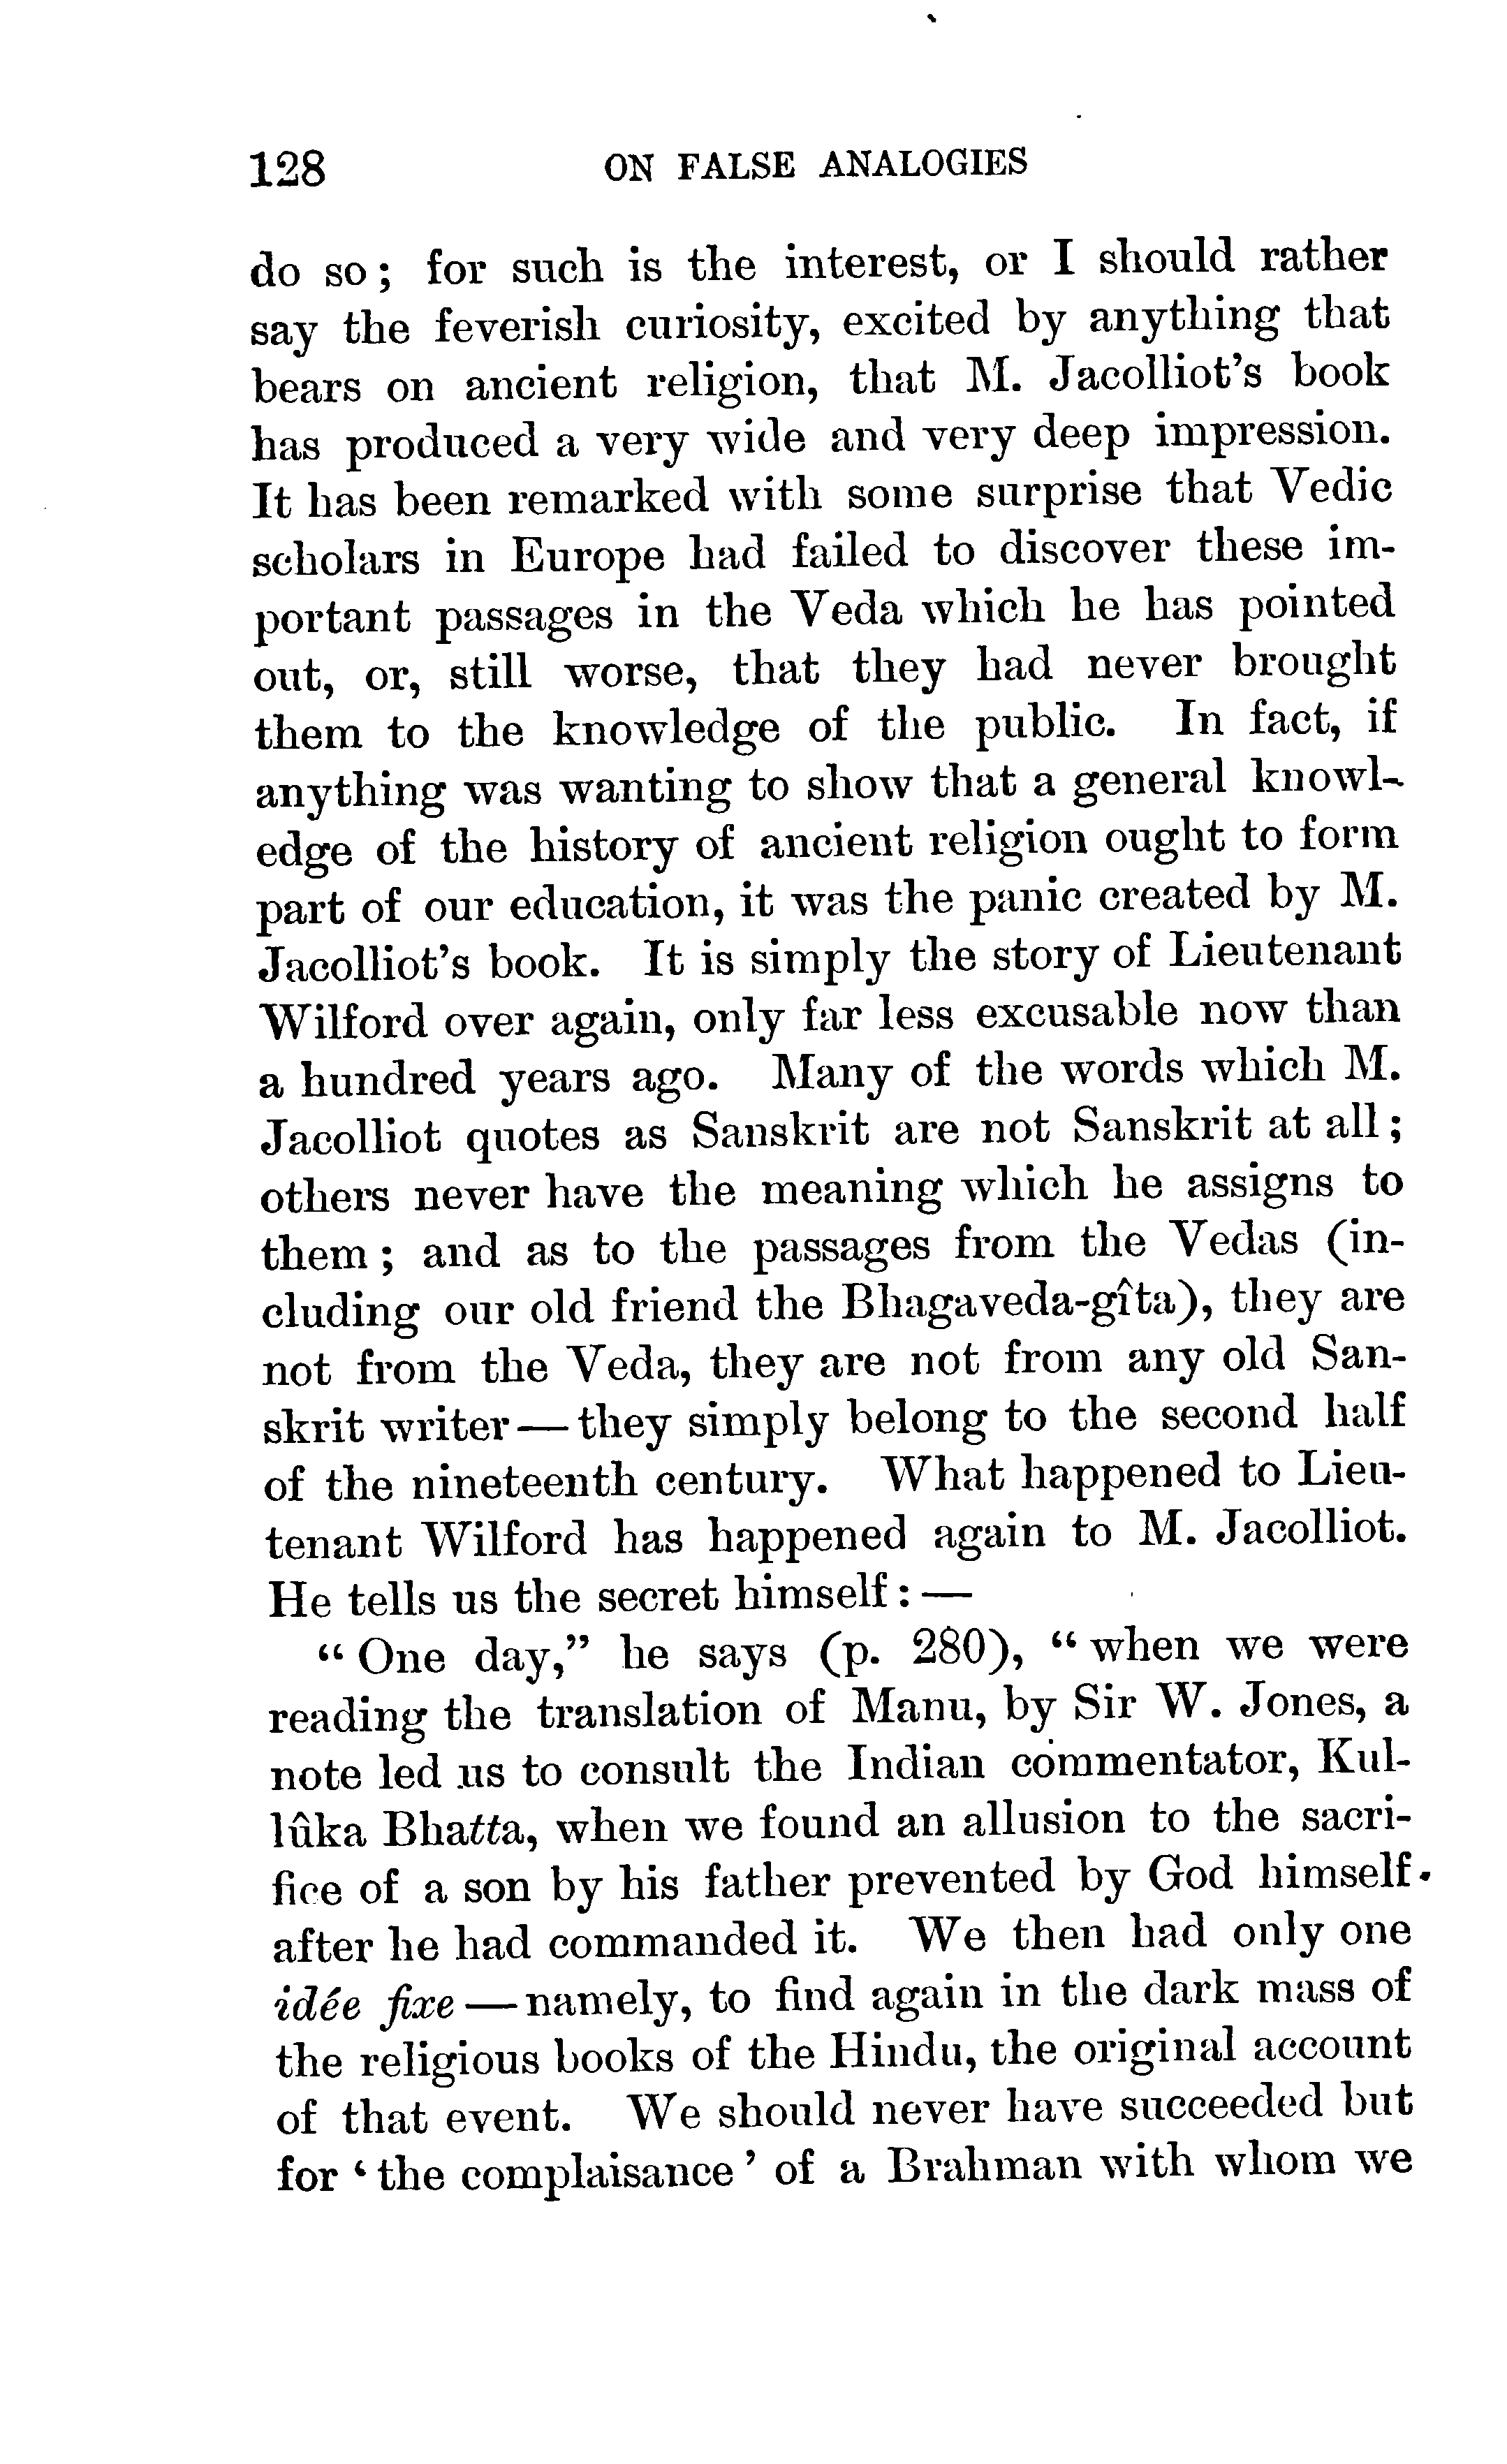 128 ON FALSE ANALOGIES
do so; for such is the interest, or I should rather
say the feverish curiosity, excited by anything that
bears on ancient religion, that M. Jacolliot's book
has produced a very wide and very deep impression.
It has been remarked with some surprise that Vedic
scholars in Europe had failed to discover these im-
portant passages in the Veda which he has pointed
out, or, still worse, that they had never brought
them to the knowledge of the public. In fact, if
anything was wanting to show that a general knowl-
edge of the history of ancient religion ought to form
part of our education, it was the panic created by M.
Jacolliot's book. It is simply the story of Lieutenant
Wilford over again, only far less excusable now than
a hundred years ago. Many of the words which M.
Jacolliot quotes as Sanskrit are not Sanskrit at all;
others never have the meaning which he assigns to
them; and as to the passages from the Vedas (in-
cluding our old friend the Bhagaveda-gîta), they are
not from the Veda, they are not from any old San-
skrit writer — they simply belong to the second half
of the nineteenth century. What happened to Lieu-
tenant Wilford has happened again to M. Jacolliot.
He tells us the secret himself: —
"One day," he says (p. 280), "when we were
reading the translation of Manu, by Sir W. Jones, a
note led us to consult the Indian commentator, Kul-
lûka Bhatta, when we found an allusion to the sacri-
fice of a son by his father prevented by God himself
after he had commanded it. We then had only one
idée fixe — namely, to find again in the dark mass of
the religious books of the Hindu, the original account
of that event. We should never have succeeded but
for 'the complaisance' of a Brahman with whom we